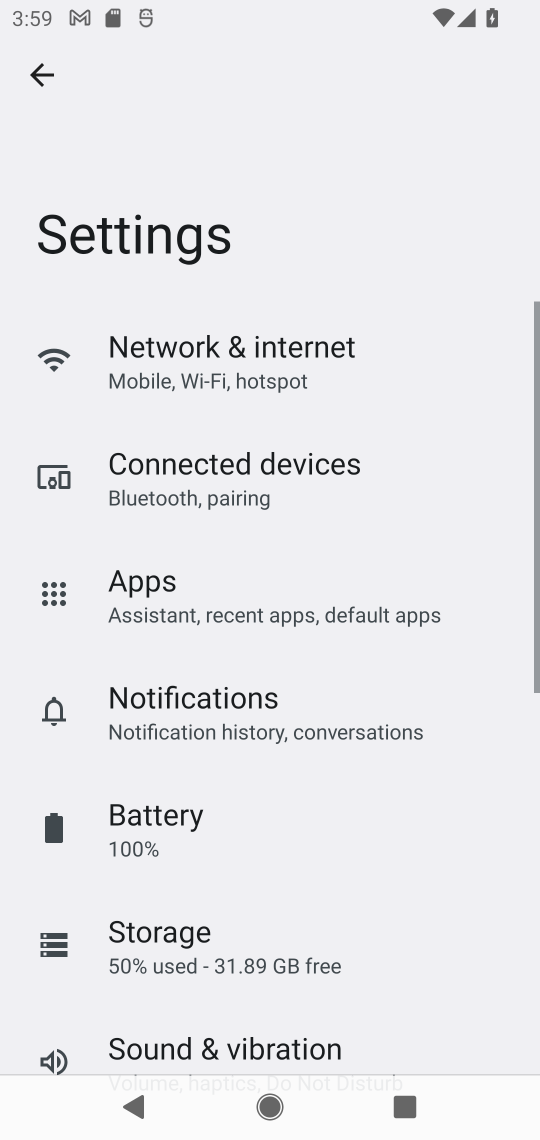 3:59
Settings
Network & internet
Mobile, Wi-Fi, hotspot
Connected devices
Bluetooth, pairing
Apps
Assistant, recent apps, default apps
Notifications
Notification history, conversations
Battery
100%
Storage
50% used - 31.89 GB free
Sound & vibration
Volume, haptics, Do Not Disturb